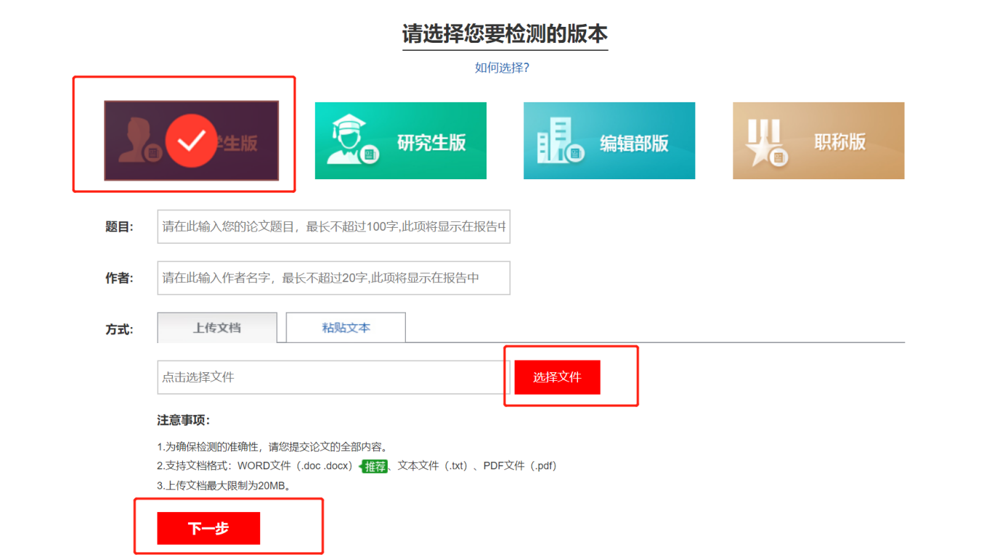 请选择您要检测的版本
如何选择?
学生版
研究生版
编辑部版
职称版
题目:
请在此输入您的论文题目，最长不超过100字,此项将显示在报告中
作者:
请在此输入作者名字，最长不超过20字,此项将显示在报告中
方式:
上传文档
粘贴文本
点击选择文件
选择文件
注意事项：
1.为确保检测的准确性，请您提交论文的全部内容。
2.支持文档格式：WORD文件（.doc .docx）推荐、文本文件（.txt）、PDF文件（.pdf）
3.上传文档最大限制为20MB。
下一步